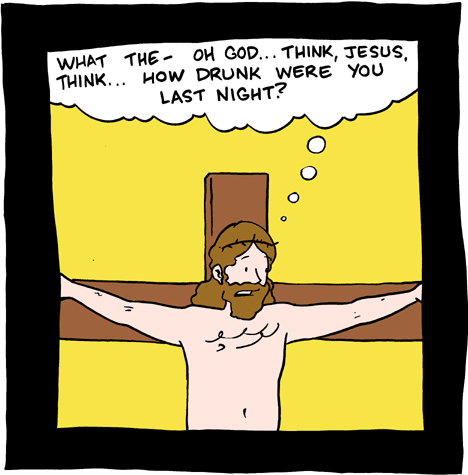 WHAT THE- OH GOD... THINK, JESUS,
THINK... HOW DRUNK WERE YOU
LAST NIGHT?